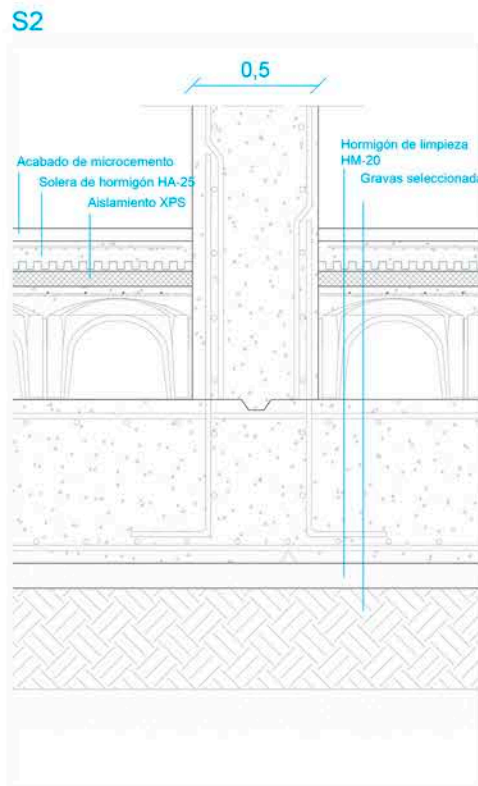 S2
0,5
Acabado de microcemento
Solera de hormigón HA-25
Aislamiento XPS
Hormigón de limpieza
HM-20
Gravas seleccionada